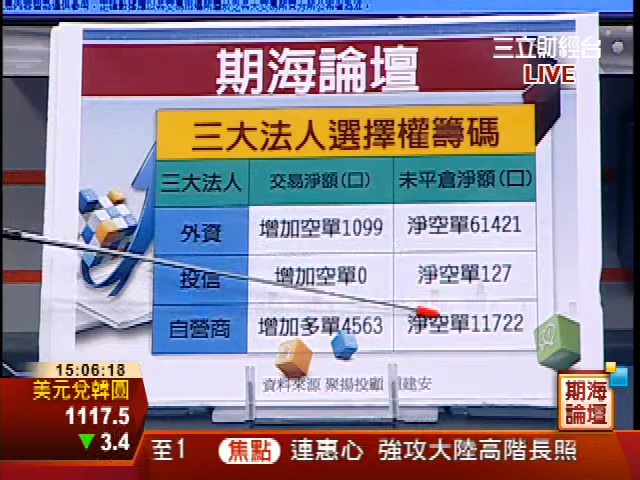 三立財經台
LIVE
期海論壇
三大法人選擇權籌碼
三大法人 交易淨額(口) 未平倉淨額(口)
外資 增加空單1099 淨空單61421
投信 增加空單0 淨空單127
自營商 增加多單4563 淨空單11722
資料來源 聚揚投顧 建安
15:06:18
美元兌韓圓
1117.5
▼3.4
期海
論壇
至1 焦點 連惠心 強攻大陸高階長照